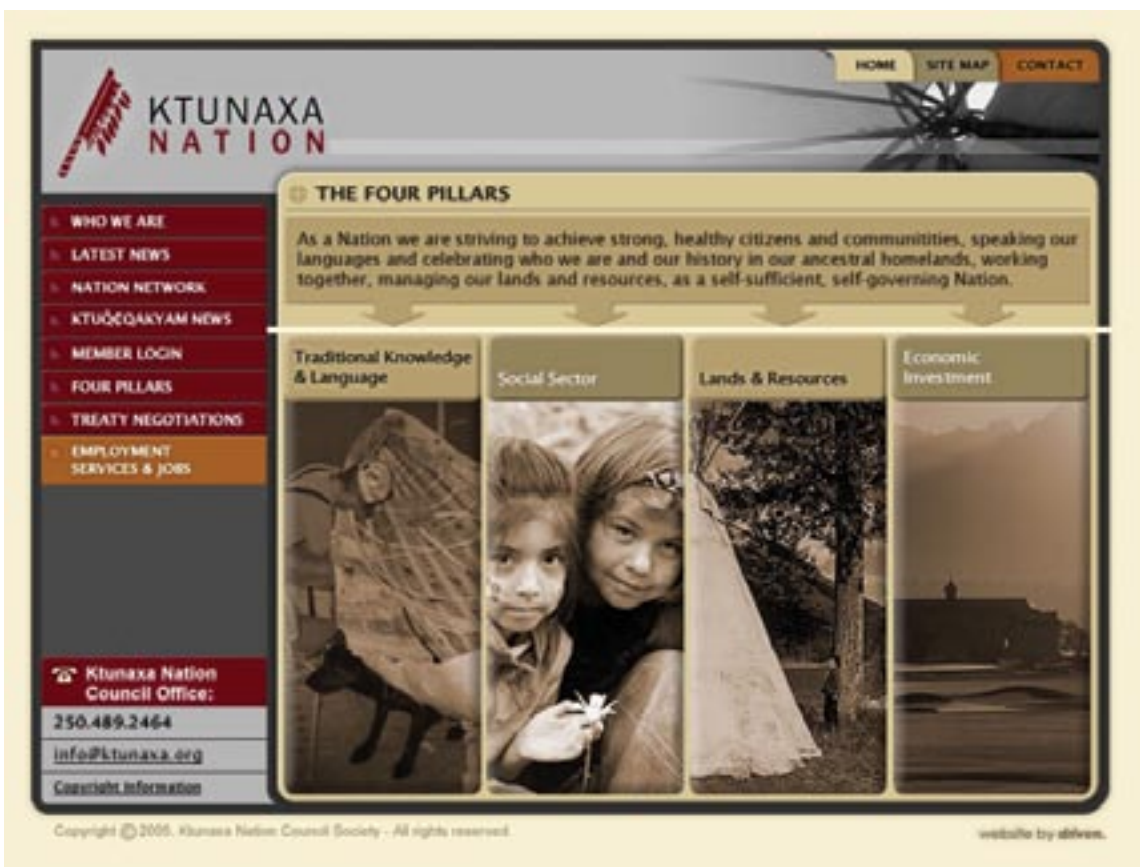 HOME
SITE MAP
CONTACT
KTUNAXA
NATION
THE FOUR PILLARS
As a Nation we are striving to achieve strong, healthy citizens and communitities, speaking our
languages and celebrating who we are and our history in our ancestral homelands, working
together, managing our lands and resources, as a self-sufficient, self-governing Nation.
WHO WE ARE
LATEST NEWS
NATION NETWORK
KTUQ̓ȻQAKYAM NEWS
MEMBER LOGIN
FOUR PILLARS
TREATY NEGOTIATIONS
EMPLOYMENT
SERVICES & JOBS
Traditional Knowledge
& Language
Social Sector
Lands & Resources
Economic
Investment
Ktunaxa Nation
Council Office:
250.489.2464
info@ktunaxa.org
Copyright Information
Copyright © 2005. Ktunaxa Nation Council Society - All rights reserved.
website by driven.